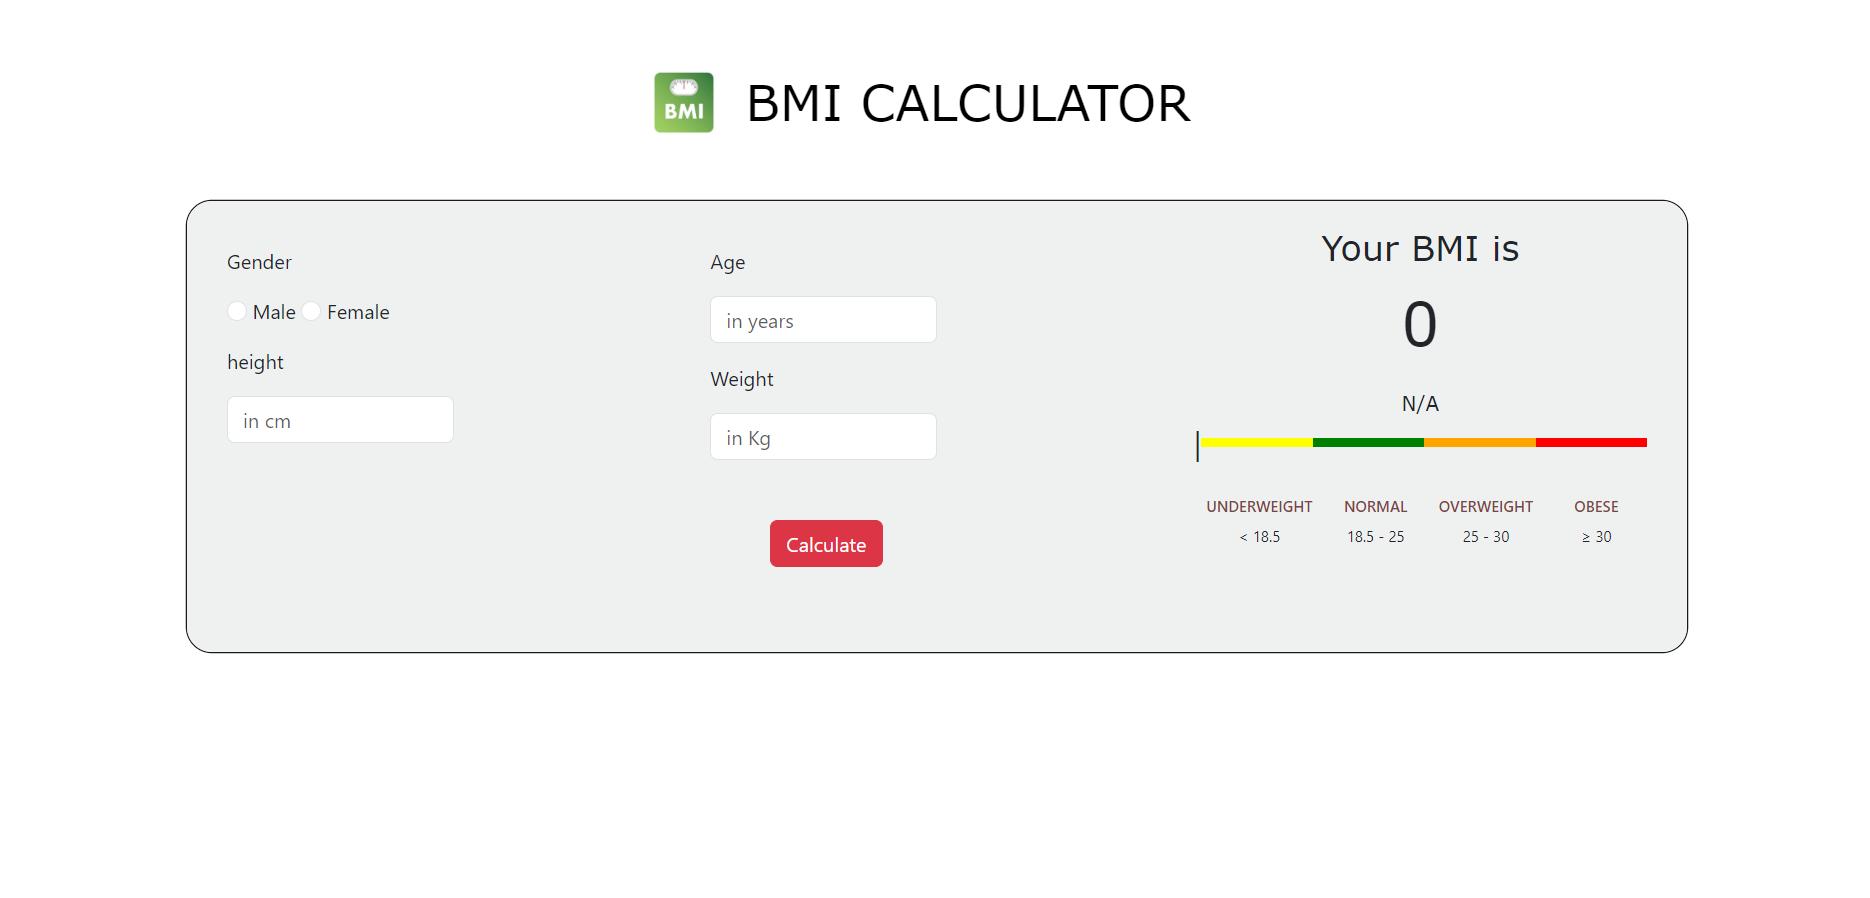 BMI
BMI CALCULATOR
Gender
Male Female
height
in cm
Age
in years
Weight
in Kg
Calculate
Your BMI is
0
N/A
UNDERWEIGHT NORMAL OVERWEIGHT OBESE
< 18.5 18.5 - 25 25 - 30 ≥ 30